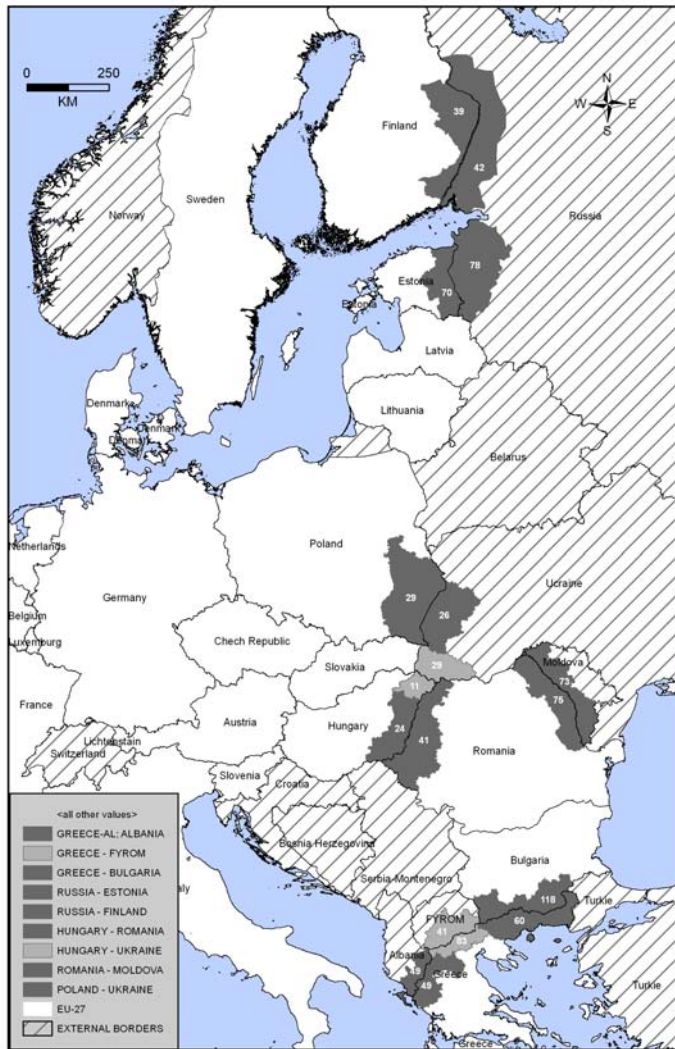 0 250
KM
N
W E
S
39
Finland
42
Norway
Sweden
Russia
78
Estonia
70
Estonia
Latvia
Denmark
Denmark
Denmark
Lithuania
Belarus
Poland
Netherlands
Ucraine
29
Germany
26
Belgium
Luxemburg
Chech Republic
29
Slovakia
Moldova
73
11
75
France
Austria
Hungary
24
41
Lichtenstein
Switzerland
Romania
Slovenia
Croatia
Bosnia Herzegovina
Serbia-Montenegro
Bulgaria
118
Turkie
FYROM
60
41
83
Albania
Greece
49
Turkie
Greece
<all other values>
GREECE-AL; ALBANIA
GREECE - FYROM
GREECE - BULGARIA
RUSSIA - ESTONIA
RUSSIA - FINLAND
HUNGARY - ROMANIA
HUNGARY - UKRAINE
ROMANIA - MOLDOVA
POLAND - UKRAINE
EU-27
EXTERNAL BORDERS